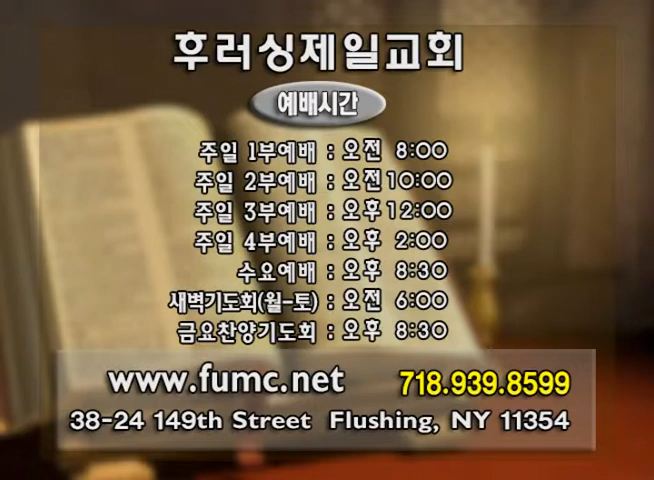 후러싱제일교회
예배시간
주일 1부예배 : 오전 8:00
주일 2부예배 : 오전10:00
주일 3부예배 : 오후12:00
주일 4부예배 : 오후 2:00
수요예배 : 오후 8:30
새벽기도회(월-토) : 오전 6:00
금요찬양기도회 : 오후 8:30
www.fumc.net 718.939.8599
38-24 149th Street Flushing, NY 11354